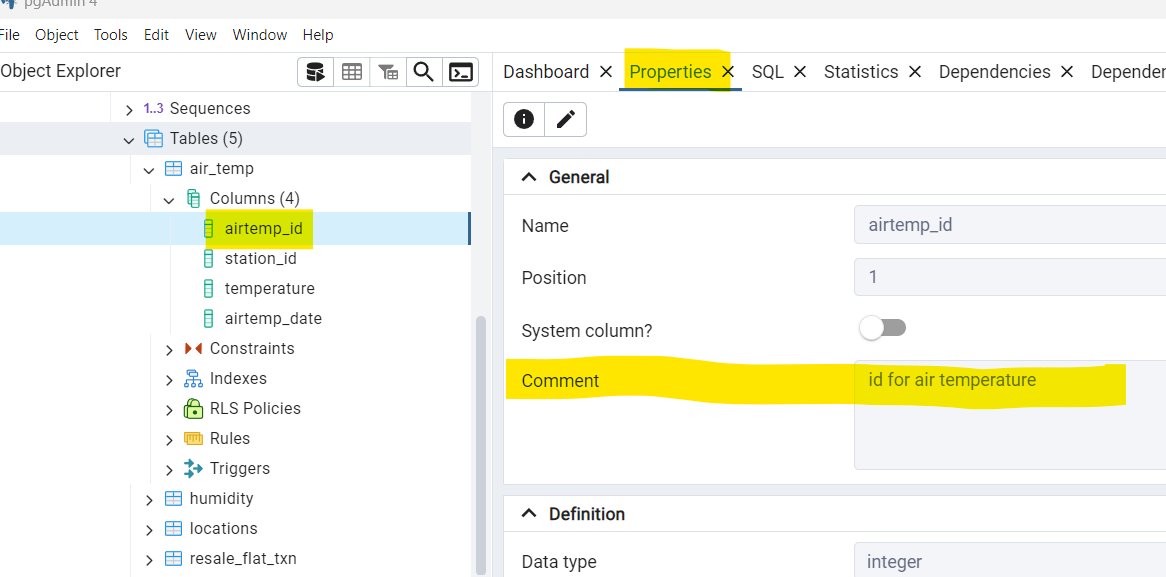 pgAdmin 4
File Object Tools Edit View Window Help
Object Explorer
1..3 Sequences
Tables (5)
air_temp
Columns (4)
airtemp_id
station_id
temperature
airtemp_date
Constraints
Indexes
RLS Policies
Rules
Triggers
humidity
locations
resale_flat_txn
Dashboard Properties SQL Statistics Dependencies Depender
General
Name airtemp_id
Position 1
System column?
Comment id for air temperature
Definition
Data type integer